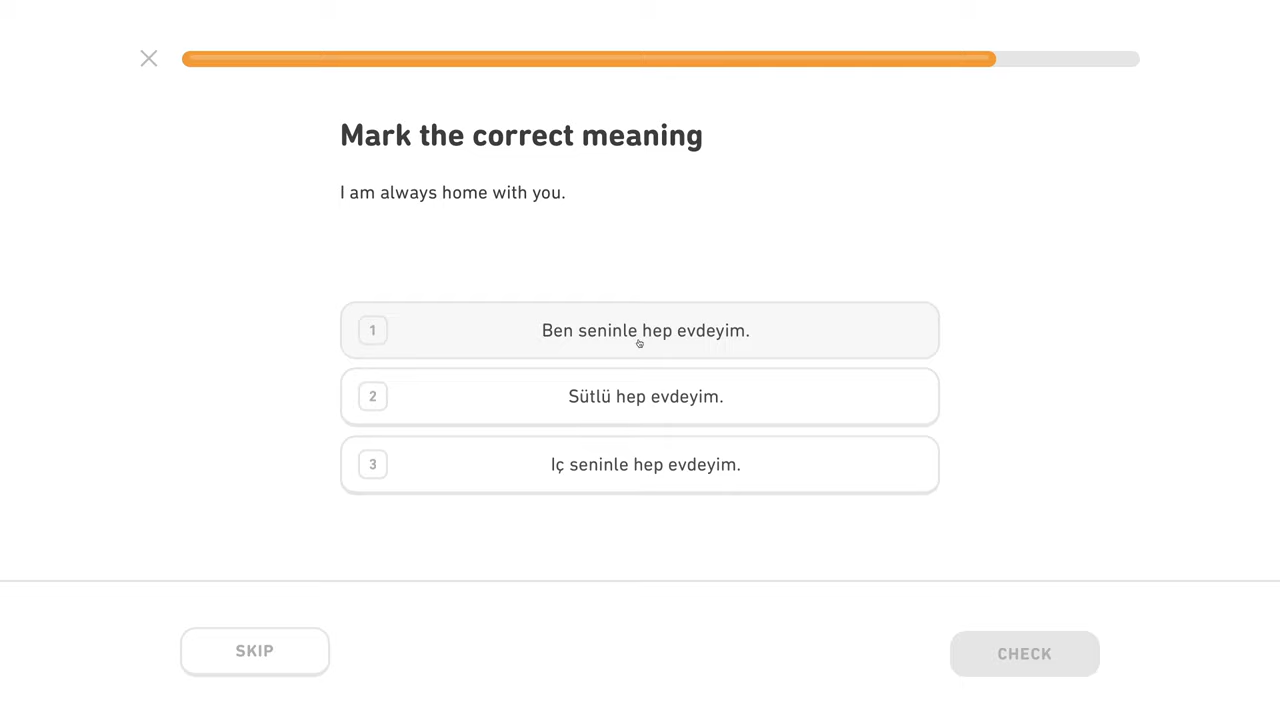 Mark the correct meaning
I am always home with you.
1 Ben seninle hep evdeyim.
2 Sütlü hep evdeyim.
3 Iç seninle hep evdeyim.
SKIP
CHECK